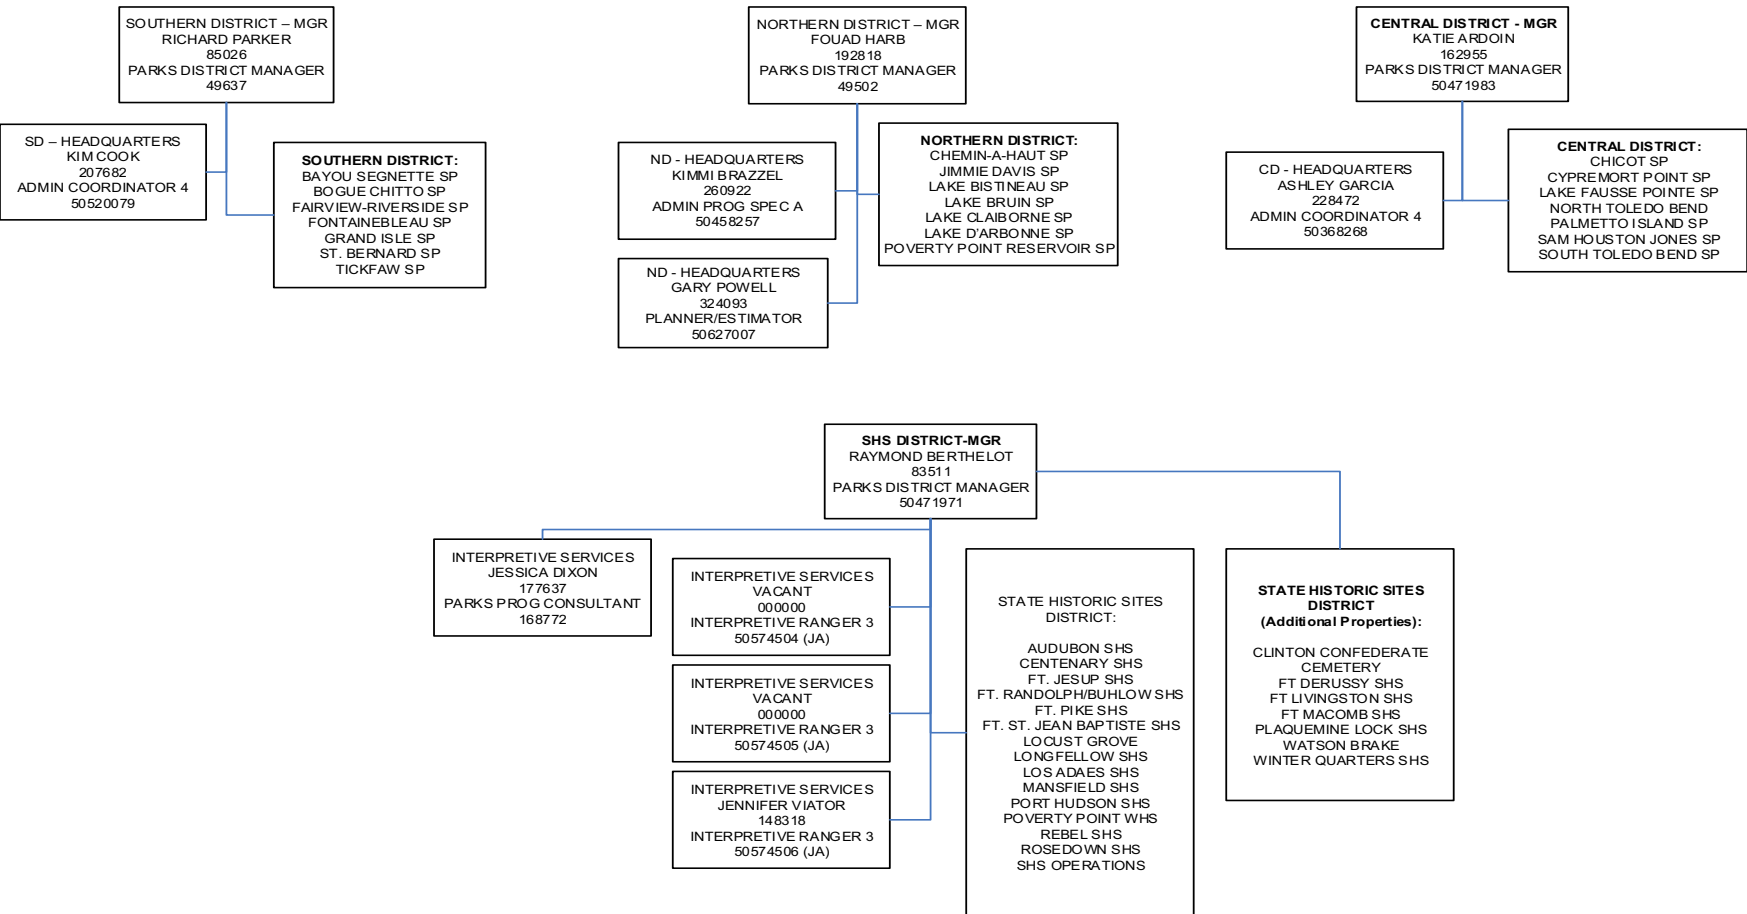 SOUTHERN DISTRICT – MGR
RICHARD PARKER
85026
PARKS DISTRICT MANAGER
49637
SD – HEADQUARTERS
KIM COOK
207682
ADMIN COORDINATOR 4
50520079
SOUTHERN DISTRICT:
BAYOU SEGNETTE SP
BOGUE CHITTO SP
FAIRVIEW-RIVERSIDE SP
FONTAINEBLEAU SP
GRAND ISLE SP
ST. BERNARD SP
TICKFAW SP
NORTHERN DISTRICT – MGR
FOUAD HARB
192818
PARKS DISTRICT MANAGER
49502
ND - HEADQUARTERS
KIMMI BRAZZEL
260922
ADMIN PROG SPEC A
50458257
ND - HEADQUARTERS
GARY POWELL
324093
PLANNER/ESTIMATOR
50627007
NORTHERN DISTRICT:
CHEMIN-A-HAUT SP
JIMMIE DAVIS SP
LAKE BISTINEAU SP
LAKE BRUIN SP
LAKE CLAIBORNE SP
LAKE D'ARBONNE SP
POVERTY POINT RESERVOIR SP
CENTRAL DISTRICT - MGR
KATIE ARDOIN
162955
PARKS DISTRICT MANAGER
50471983
CD - HEADQUARTERS
ASHLEY GARCIA
228472
ADMIN COORDINATOR 4
50368268
CENTRAL DISTRICT:
CHICOT SP
CYPREMORT POINT SP
LAKE FAUSSE POINTE SP
NORTH TOLEDO BEND
PALMETTO ISLAND SP
SAM HOUSTON JONES SP
SOUTH TOLEDO BEND SP
SHS DISTRICT-MGR
RAYMOND BERTHELOT
83511
PARKS DISTRICT MANAGER
50471971
INTERPRETIVE SERVICES
JESSICA DIXON
177637
PARKS PROG CONSULTANT
168772
INTERPRETIVE SERVICES
VACANT
000000
INTERPRETIVE RANGER 3
50574504 (JA)
INTERPRETIVE SERVICES
VACANT
000000
INTERPRETIVE RANGER 3
50574505 (JA)
INTERPRETIVE SERVICES
JENNIFER VIATOR
148318
INTERPRETIVE RANGER 3
50574506 (JA)
STATE HISTORIC SITES
DISTRICT:
AUDUBON SHS
CENTENARY SHS
FT. JESUP SHS
FT. RANDOLPH/BUHLOW SHS
FT. PIKE SHS
FT. ST. JEAN BAPTISTE SHS
LOCUST GROVE
LONGFELLOW SHS
LOS ADAES SHS
MANSFIELD SHS
PORT HUDSON SHS
POVERTY POINT WHS
REBEL SHS
ROSEDOWN SHS
SHS OPERATIONS
STATE HISTORIC SITES
DISTRICT
(Additional Properties):
CLINTON CONFEDERATE
CEMETERY
FT DERUSSY SHS
FT LIVINGSTON SHS
FT MACOMB SHS
PLAQUEMINE LOCK SHS
WATSON BRAKE
WINTER QUARTERS SHS